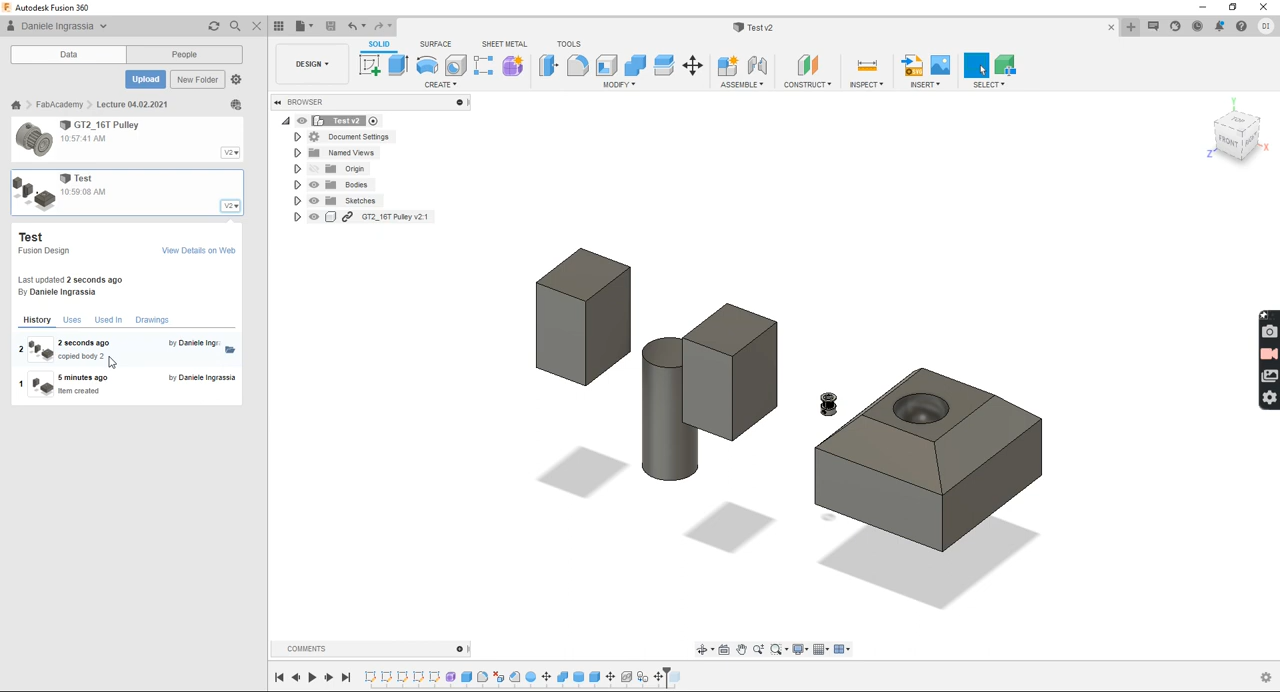 Autodesk Fusion 360
Daniele Ingrassia
Test v2
DI
Data
People
Upload
New Folder
FabAcademy
Lecture 04.02.2021
GT2_16T Pulley
10:57:41 AM
V2
Test
10:59:08 AM
V2
Test
Fusion Design
View Details on Web
Last updated 2 seconds ago
By Daniele Ingrassia
History
Uses
Used In
Drawings
2
2 seconds ago
by Daniele Ingr
copied body 2
1
5 minutes ago
by Daniele Ingrassia
Item created
SOLID
SURFACE
SHEET METAL
TOOLS
DESIGN
CREATE
MODIFY
ASSEMBLE
CONSTRUCT
INSPECT
INSERT
SELECT
BROWSER
Test v2
Document Settings
Named Views
Origin
Bodies
Sketches
GT2_16T Pulley v2:1
Y
TOP
FRONT
Z
X
COMMENTS